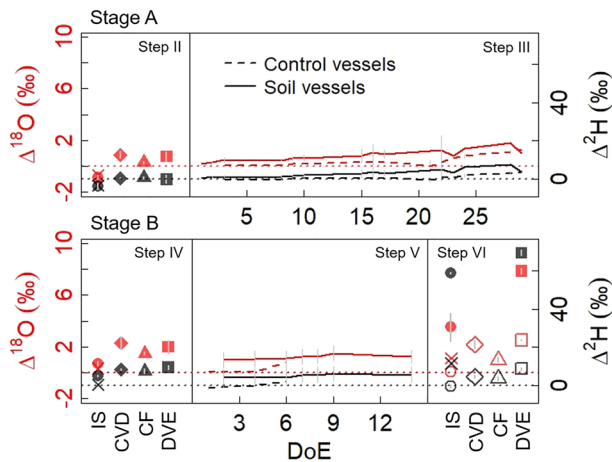 Stage A
10
6
2
-2
Δ18O (‰)
Step II
Step III
Control vessels
Soil vessels
40
0
Δ2H (‰)
5
10
15
20
25
Stage B
10
6
2
-2
Δ18O (‰)
Step IV
Step V
Step VI
40
0
Δ2H (‰)
IS
CVD
CF
DVE
3
6
9
12
DoE
IS
CVD
CF
DVE